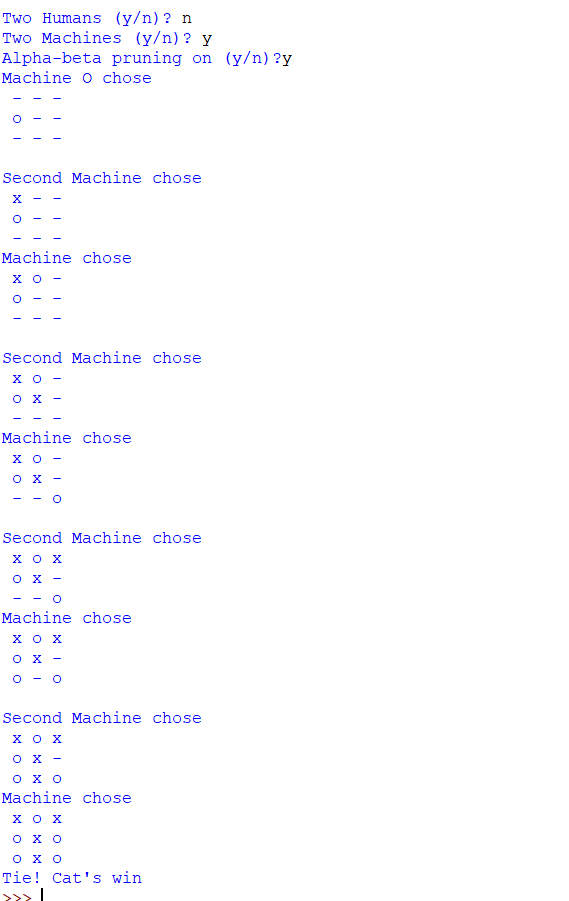 Two Humans (y/n)? n
Two Machines (y/n)? y
Alpha-beta pruning on (y/n)?y
Machine O chose
- - -
o - -
- - -
Second Machine chose
x - -
o - -
- - -
Machine chose
x o -
o - -
- - -
Second Machine chose
x o -
o x -
- - -
Machine chose
x o -
o x -
- - o
Second Machine chose
x o x
o x -
- - o
Machine chose
x o x
o x -
o - o
Second Machine chose
x o x
o x -
o x o
Machine chose
x o x
o x o
o x o
Tie! Cat's win
>>>